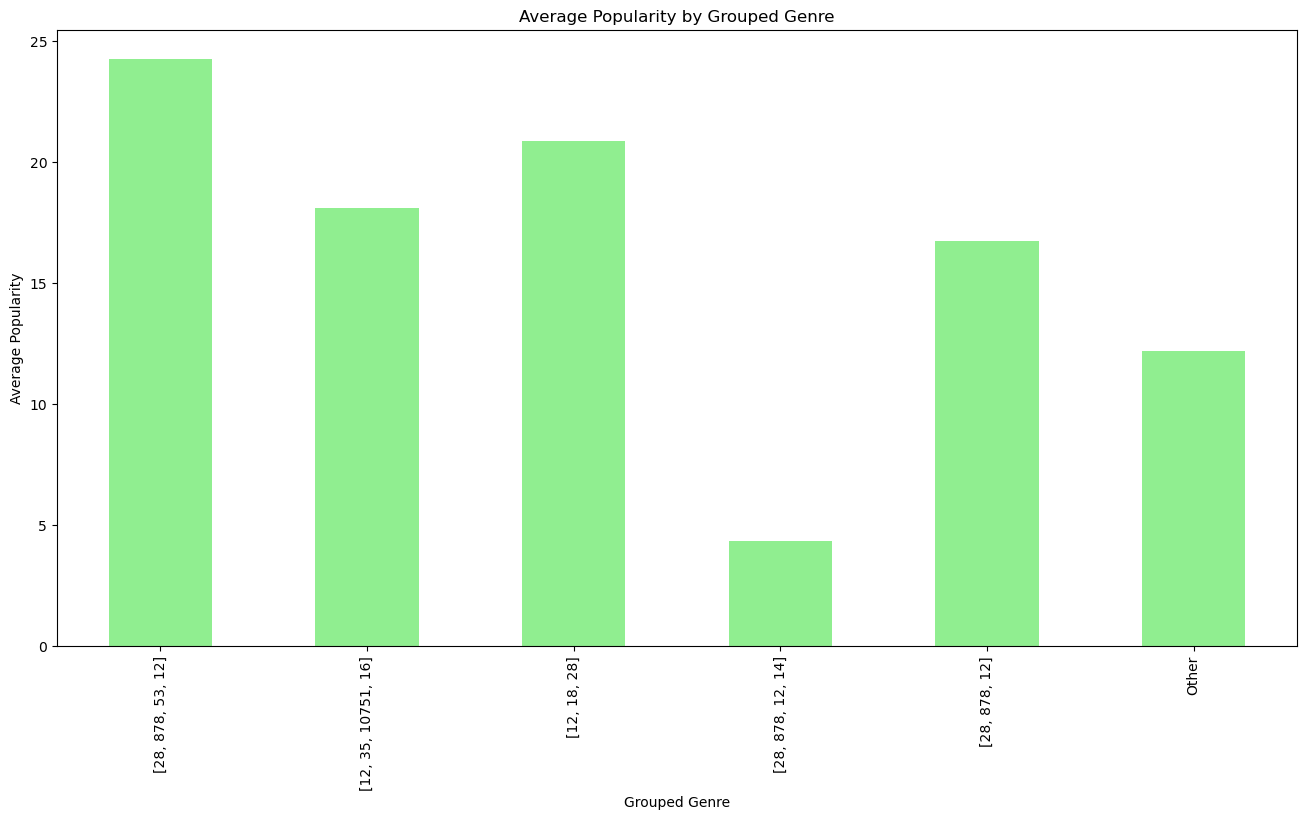 Average Popularity by Grouped Genre
Average Popularity
25
20
15
10
5
0
[28, 878, 53, 12]
[12, 35, 10751, 16]
[12, 18, 28]
[28, 878, 12, 14]
[28, 878, 12]
Other
Grouped Genre